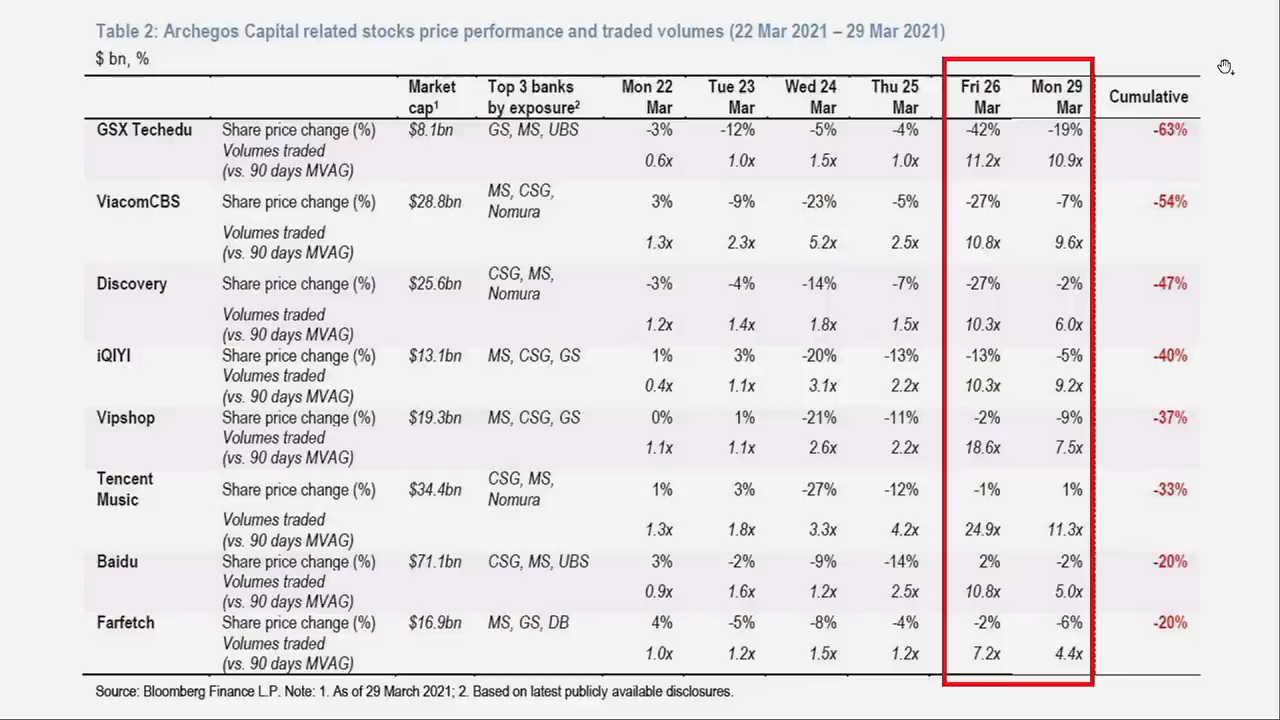 Table 2: Archegos Capital related stocks price performance and traded volumes (22 Mar 2021 – 29 Mar 2021)
$ bn, %
Market cap¹ Top 3 banks by exposure² Mon 22 Mar Tue 23 Mar Wed 24 Mar Thu 25 Mar Fri 26 Mar Mon 29 Mar Cumulative
GSX Techedu Share price change (%) $8.1bn GS, MS, UBS -3% -12% -5% -4% -42% -19% -63%
Volumes traded (vs. 90 days MVAG) 0.6x 1.0x 1.5x 1.0x 11.2x 10.9x
ViacomCBS Share price change (%) $28.8bn MS, CSG, Nomura 3% -9% -23% -5% -27% -7% -54%
Volumes traded (vs. 90 days MVAG) 1.3x 2.3x 5.2x 2.5x 10.8x 9.6x
Discovery Share price change (%) $25.6bn CSG, MS, Nomura -3% -4% -14% -7% -27% -2% -47%
Volumes traded (vs. 90 days MVAG) 1.2x 1.4x 1.8x 1.5x 10.3x 6.0x
iQIYI Share price change (%) $13.1bn MS, CSG, GS 1% 3% -20% -13% -13% -5% -40%
Volumes traded (vs. 90 days MVAG) 0.4x 1.1x 3.1x 2.2x 10.3x 9.2x
Vipshop Share price change (%) $19.3bn MS, CSG, GS 0% 1% -21% -11% -2% -9% -37%
Volumes traded (vs. 90 days MVAG) 1.1x 1.1x 2.6x 2.2x 18.6x 7.5x
Tencent Music Share price change (%) $34.4bn CSG, MS, Nomura 1% 3% -27% -12% -1% 1% -33%
Volumes traded (vs. 90 days MVAG) 1.3x 1.8x 3.3x 4.2x 24.9x 11.3x
Baidu Share price change (%) $71.1bn CSG, MS, UBS 3% -2% -9% -14% 2% -2% -20%
Volumes traded (vs. 90 days MVAG) 0.9x 1.6x 1.2x 2.5x 10.8x 5.0x
Farfetch Share price change (%) $16.9bn MS, GS, DB 4% -5% -8% -4% -2% -6% -20%
Volumes traded (vs. 90 days MVAG) 1.0x 1.2x 1.5x 1.2x 7.2x 4.4x
Source: Bloomberg Finance L.P. Note: 1. As of 29 March 2021; 2. Based on latest publicly available disclosures.